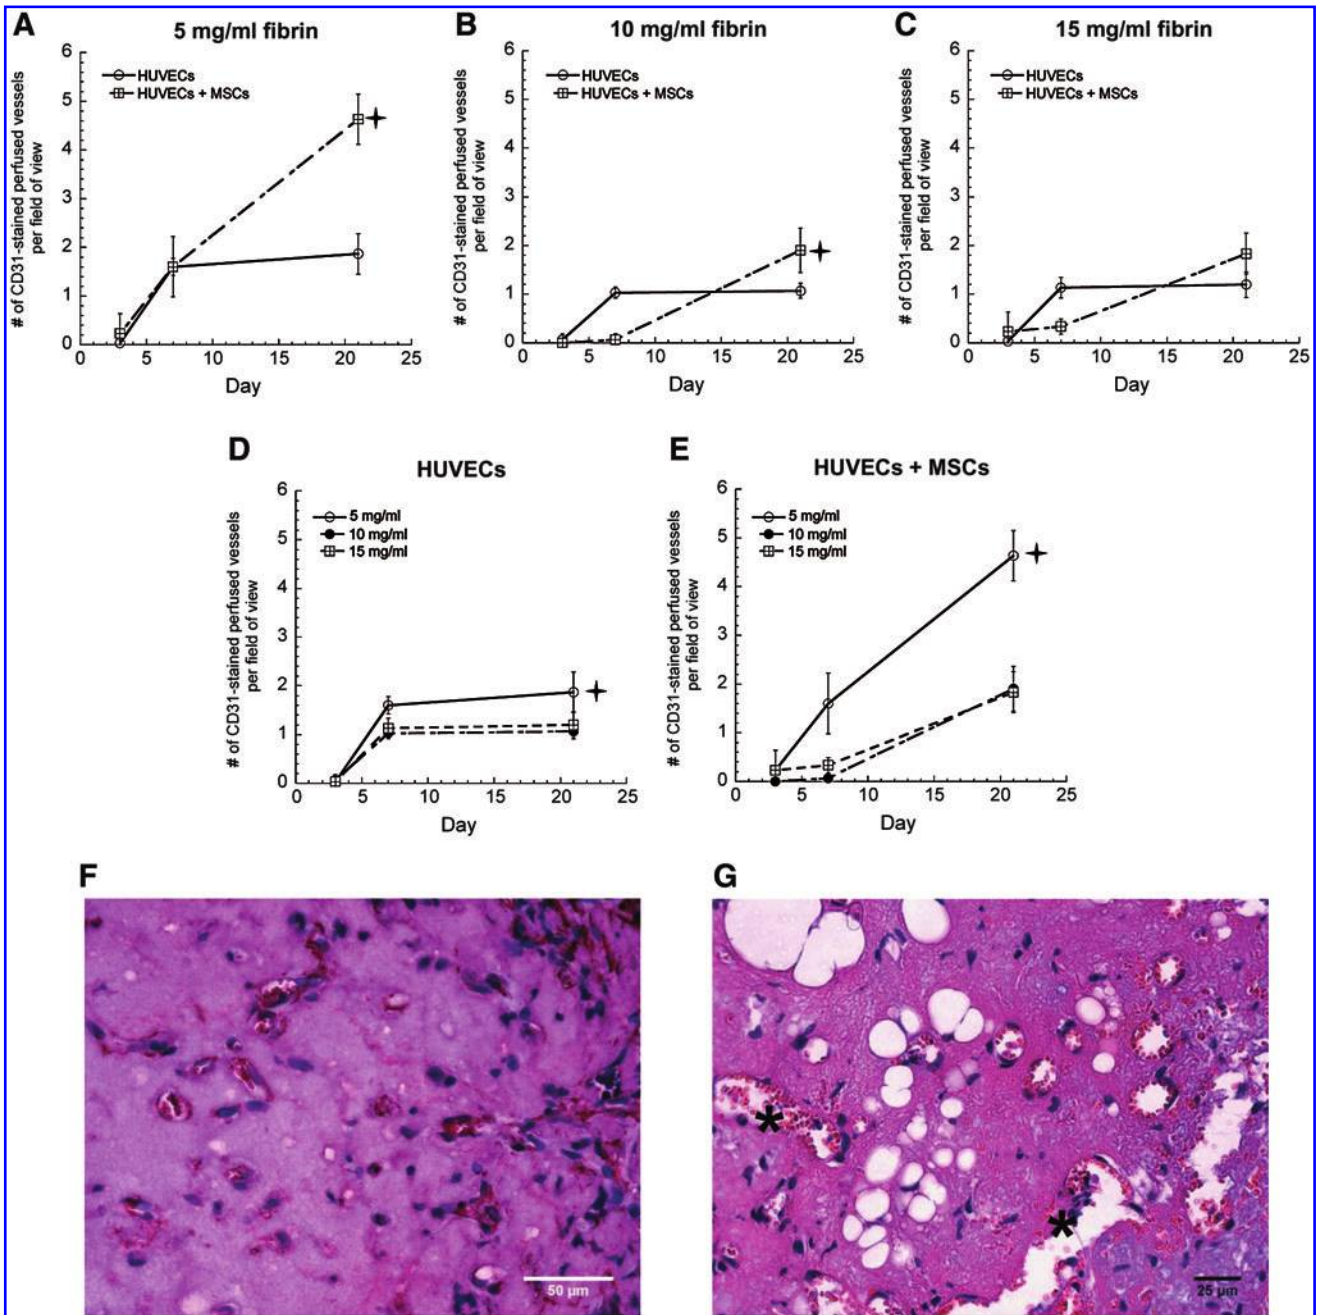 A
5 mg/ml fibrin
6
5
4
3
2
1
0
0 5 10 15 20 25
HUVECs
HUVECs + MSCs
# of CD31-stained perfused vessels
per field of view
Day
B
10 mg/ml fibrin
6
5
4
3
2
1
0
0 5 10 15 20 25
HUVECs
HUVECs + MSCs
# of CD31-stained perfused vessels
per field of view
Day
C
15 mg/ml fibrin
6
5
4
3
2
1
0
0 5 10 15 20 25
HUVECs
HUVECs + MSCs
# of CD31-stained perfused vessels
per field of view
Day
D
HUVECs
6
5
4
3
2
1
0
0 5 10 15 20 25
5 mg/ml
10 mg/ml
15 mg/ml
# of CD31-stained perfused vessels
per field of view
Day
E
HUVECs + MSCs
6
5
4
3
2
1
0
0 5 10 15 20 25
5 mg/ml
10 mg/ml
15 mg/ml
# of CD31-stained perfused vessels
per field of view
Day
F
50 µm
G
*
*
25 µm